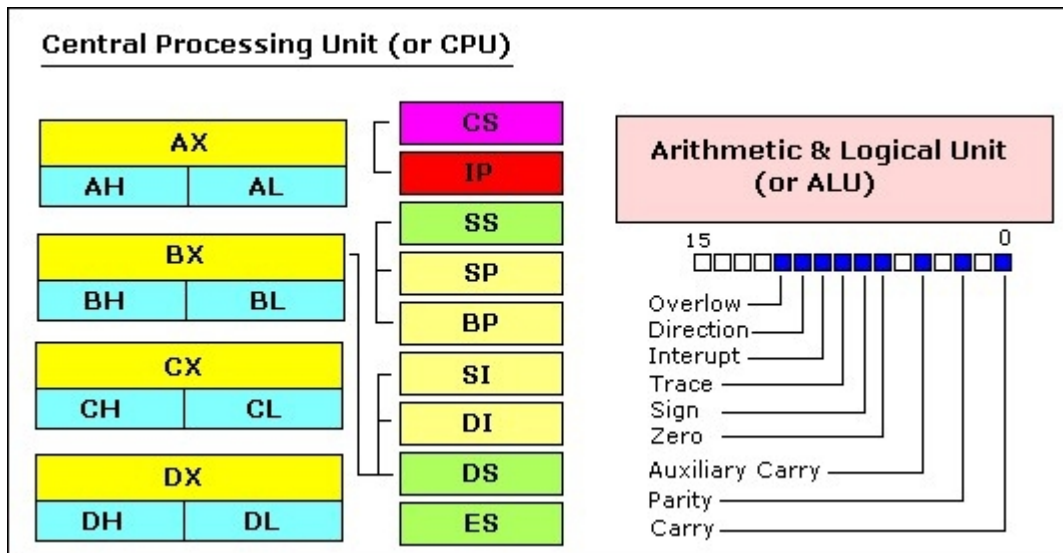 Central Processing Unit (or CPU)
AX
AH AL
BX
BH BL
CX
CH CL
DX
DH DL
CS
IP
SS
SP
BP
SI
DI
DS
ES
Arithmetic & Logical Unit
(or ALU)
15 0
Overlow
Direction
Interupt
Trace
Sign
Zero
Auxiliary Carry
Parity
Carry